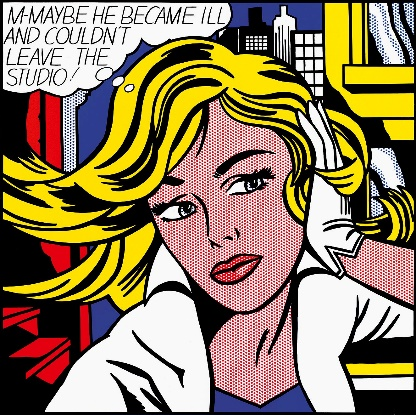 M-MAYBE HE BECAME ILL
AND COULDN'T
LEAVE THE
STUDIO!